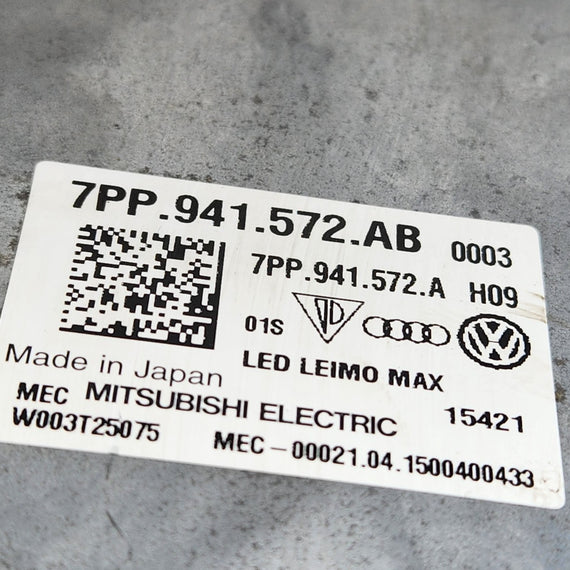 7PP.941.572.AB 0003
7PP.941.572.A H09
01S
LED LEIMO MAX
Made in Japan
MEC MITSUBISHI ELECTRIC 15421
W003T25075 MEC-00021.04.1500400433